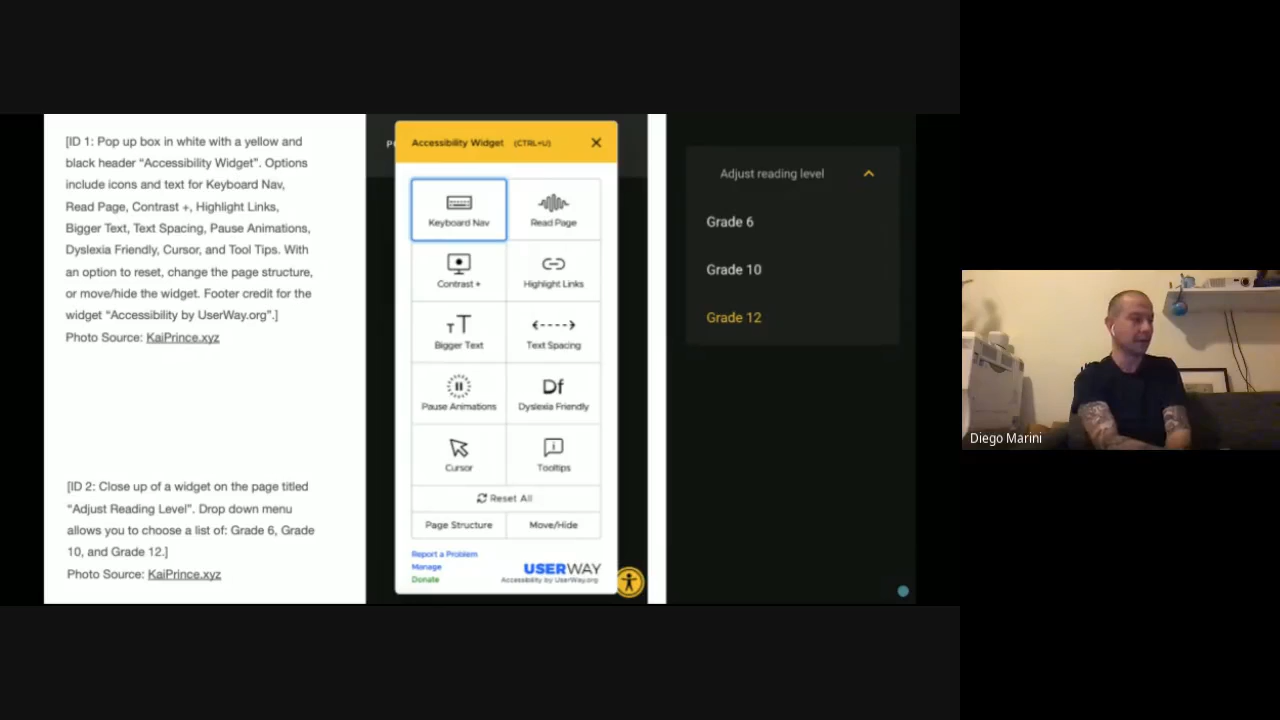 [ID 1: Pop up box in white with a yellow and
black header “Accessibility Widget”. Options
include icons and text for Keyboard Nav,
Read Page, Contrast +, Highlight Links,
Bigger Text, Text Spacing, Pause Animations,
Dyslexia Friendly, Cursor, and Tool Tips. With
an option to reset, change the page structure,
or move/hide the widget. Footer credit for the
widget “Accessibility by UserWay.org”.]
Photo Source: KaiPrince.xyz
[ID 2: Close up of a widget on the page titled
“Adjust Reading Level”. Drop down menu
allows you to choose a list of: Grade 6, Grade
10, and Grade 12.]
Photo Source: KaiPrince.xyz
Accessibility Widget (CTRL+U)
Keyboard Nav
Read Page
Contrast +
Highlight Links
Bigger Text
Text Spacing
Pause Animations
Df
Dyslexia Friendly
Cursor
Tooltips
Reset All
Page Structure
Move/Hide
Report a Problem
Manage
Donate
USERWAY
Accessibility by UserWay.org
Adjust reading level
Grade 6
Grade 10
Grade 12
Diego Marini